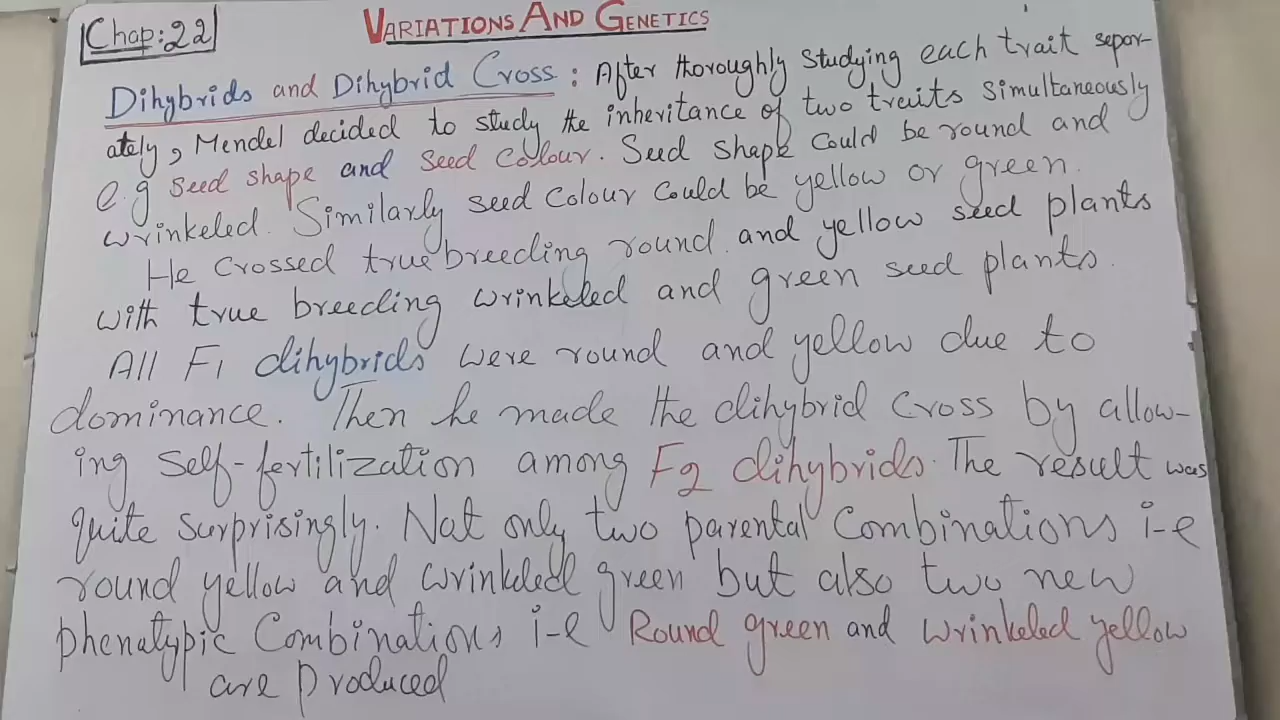 Chap:22
VARIATIONS AND GENETICS
Dihybrids and Dihybrid Cross: After thoroughly studying each trait separ-
ately, Mendel decided to study the inheritance of two traits simultaneously
e.g seed shape and seed colour. Seed shape could be round and
wrinkeled. Similarly seed colour could be yellow or green.
He crossed true breeding round and yellow seed plants
with true breeding wrinkeled and green seed plants.
All F1 dihybrids were round and yellow due to
dominance. Then he made the dihybrid cross by allow-
ing self-fertilization among F2 dihybrids. The result was
quite surprisingly. Not only two parental combinations i-e
round yellow and wrinkeled green but also two new
phenatypic combinations i-e Round green and wrinkeled yellow
are produced